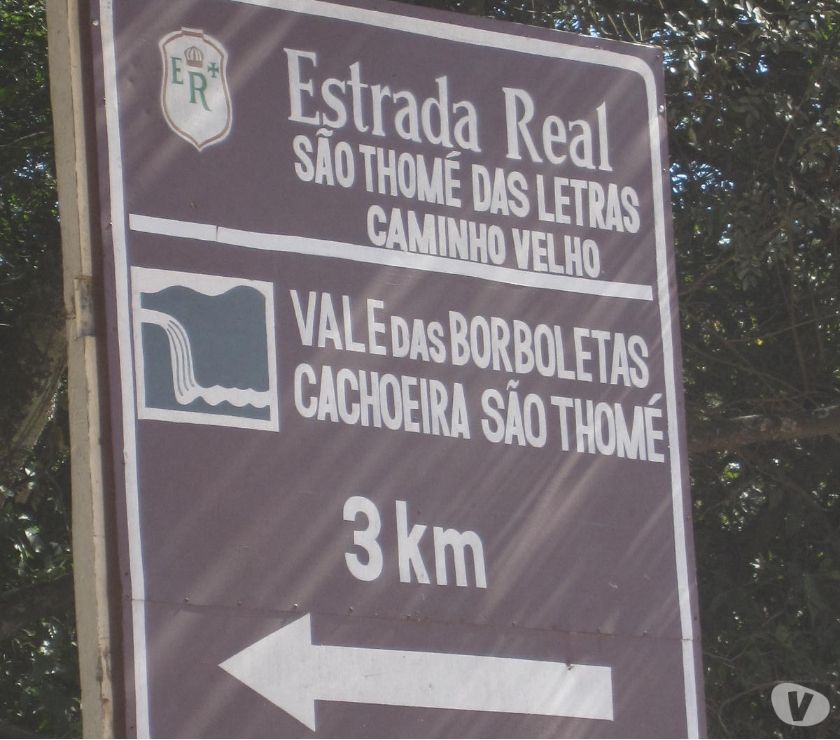 ER
Estrada Real
SÃO THOMÉ DAS LETRAS
CAMINHO VELHO
VALE DAS BORBOLETAS
CACHOEIRA SÃO THOMÉ
3 km
V